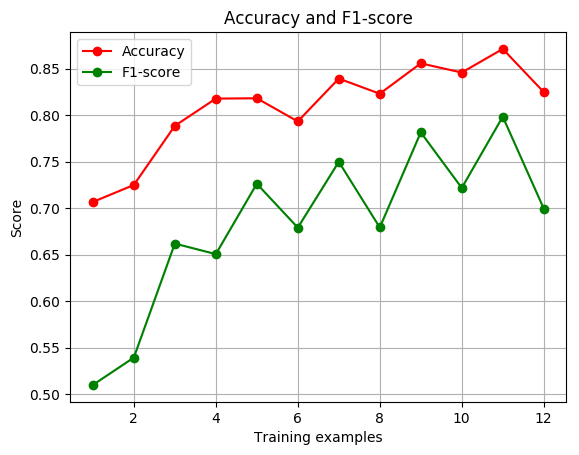 Accuracy and F1-score
Accuracy
F1-score
0.85
0.80
0.75
0.70
0.65
0.60
0.55
0.50
Score
2 4 6 8 10 12
Training examples